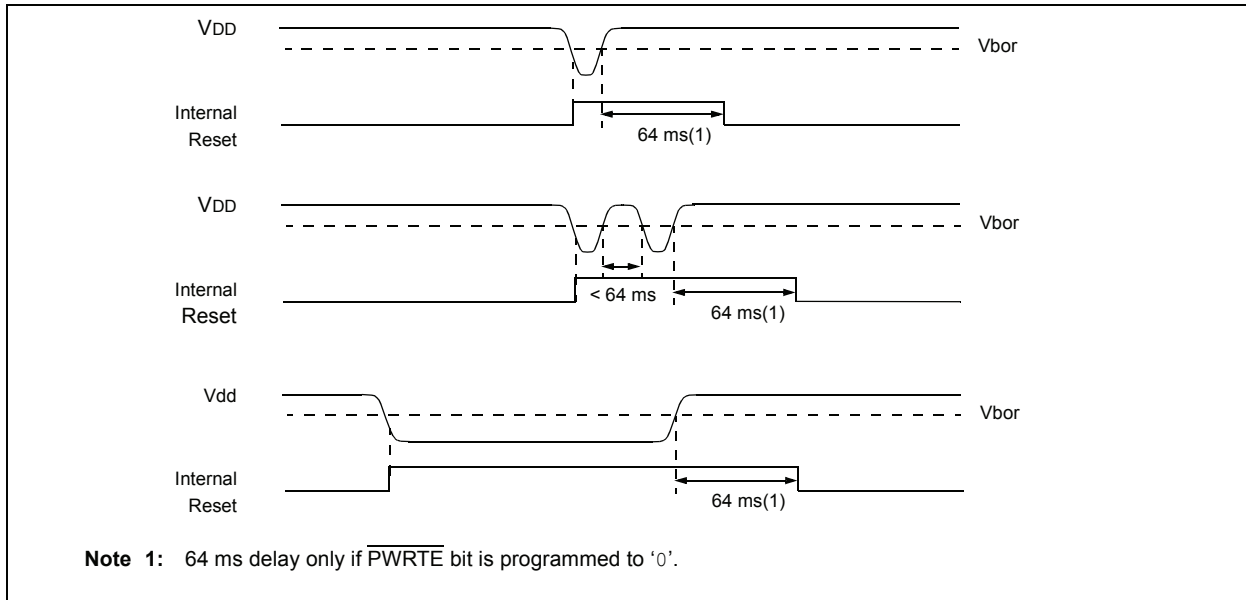 VDD
Vbor
Internal
Reset
64 ms(1)
VDD
Vbor
Internal
Reset
< 64 ms
64 ms(1)
Vdd
Vbor
Internal
Reset
64 ms(1)
Note 1: 64 ms delay only if PWRTE bit is programmed to ‘0’.